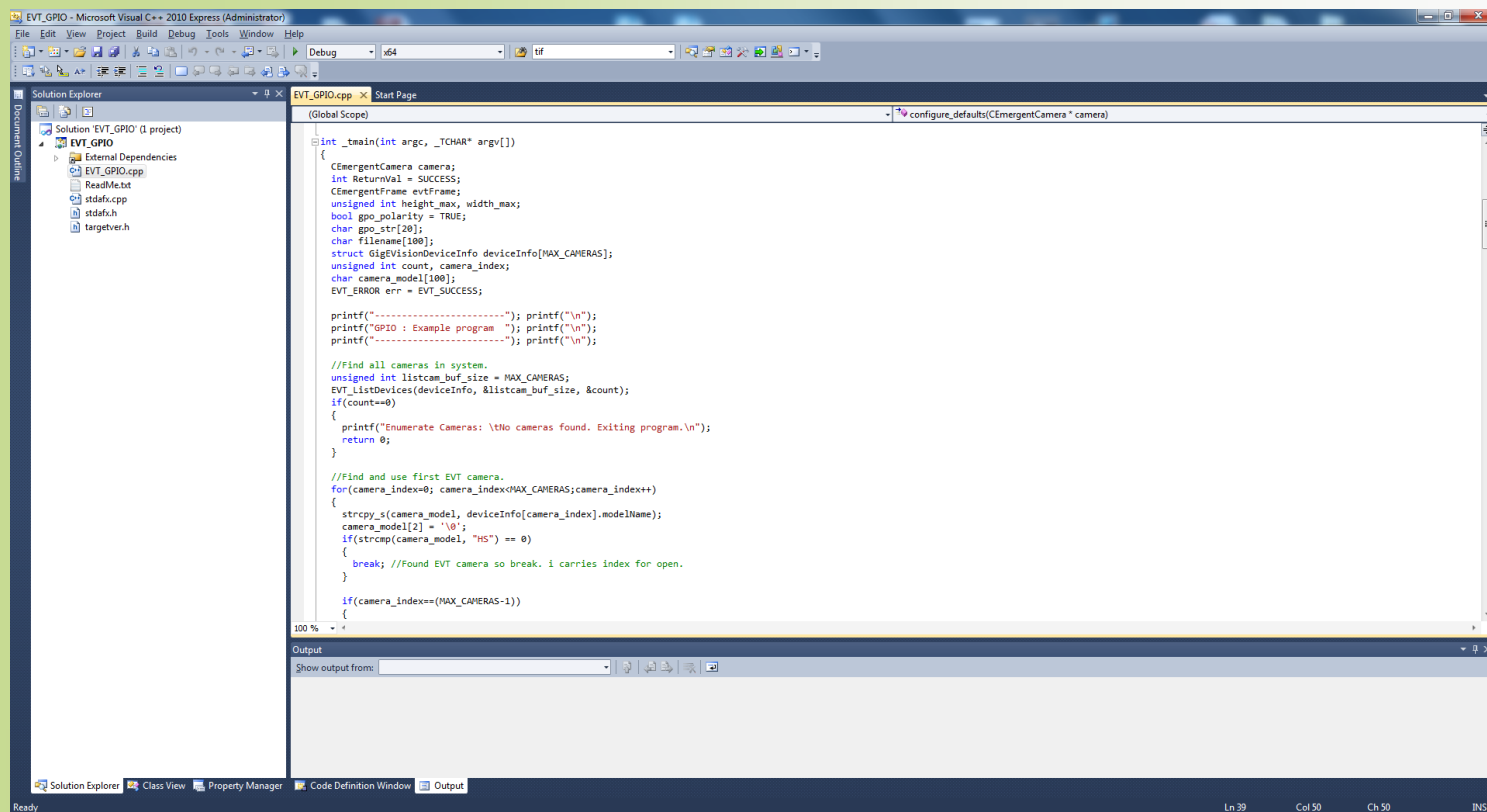 EVT_GPIO - Microsoft Visual C++ 2010 Express (Administrator)
File Edit View Project Build Debug Tools Window Help
Debug x64 tif
Solution Explorer
EVT_GPIO.cpp Start Page
Document Outline
(Global Scope) configure_defaults(CEmergentCamera * camera)
Solution 'EVT_GPIO' (1 project)
EVT_GPIO
External Dependencies
EVT_GPIO.cpp
ReadMe.txt
stdafx.cpp
stdafx.h
targetver.h
int _tmain(int argc, _TCHAR* argv[])
{
CEmergentCamera camera;
int ReturnVal = SUCCESS;
CEmergentFrame evtFrame;
unsigned int height_max, width_max;
bool gpo_polarity = TRUE;
char gpo_str[20];
char filename[100];
struct GigEVisionDeviceInfo deviceInfo[MAX_CAMERAS];
unsigned int count, camera_index;
char camera_model[100];
EVT_ERROR err = EVT_SUCCESS;
printf("------------------------"); printf("\n");
printf("GPIO : Example program  "); printf("\n");
printf("------------------------"); printf("\n");
//Find all cameras in system.
unsigned int listcam_buf_size = MAX_CAMERAS;
EVT_ListDevices(deviceInfo, &listcam_buf_size, &count);
if(count==0)
{
printf("Enumerate Cameras: \tNo cameras found. Exiting program.\n");
return 0;
}
//Find and use first EVT camera.
for(camera_index=0; camera_index<MAX_CAMERAS;camera_index++)
{
strcpy_s(camera_model, deviceInfo[camera_index].modelName);
camera_model[2] = '\0';
if(strcmp(camera_model, "HS") == 0)
{
break; //Found EVT camera so break. i carries index for open.
}
if(camera_index==(MAX_CAMERAS-1))
{
100 %
Output
Show output from:
Solution Explorer Class View Property Manager Code Definition Window Output
Ready Ln 39 Col 50 Ch 50 INS